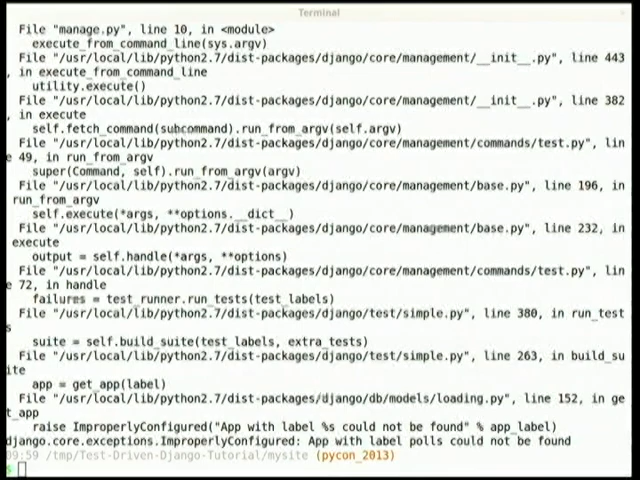 Terminal
File "manage.py", line 10, in <module>
execute_from_command_line(sys.argv)
File "/usr/local/lib/python2.7/dist-packages/django/core/management/__init__.py", line 443
, in execute_from_command_line
utility.execute()
File "/usr/local/lib/python2.7/dist-packages/django/core/management/__init__.py", line 382
, in execute
self.fetch_command(subcommand).run_from_argv(self.argv)
File "/usr/local/lib/python2.7/dist-packages/django/core/management/commands/test.py", lin
e 49, in run_from_argv
super(Command, self).run_from_argv(argv)
File "/usr/local/lib/python2.7/dist-packages/django/core/management/base.py", line 196, in
run_from_argv
self.execute(*args, **options.__dict__)
File "/usr/local/lib/python2.7/dist-packages/django/core/management/base.py", line 232, in
execute
output = self.handle(*args, **options)
File "/usr/local/lib/python2.7/dist-packages/django/core/management/commands/test.py", lin
e 72, in handle
failures = test_runner.run_tests(test_labels)
File "/usr/local/lib/python2.7/dist-packages/django/test/simple.py", line 380, in run_test
s
suite = self.build_suite(test_labels, extra_tests)
File "/usr/local/lib/python2.7/dist-packages/django/test/simple.py", line 263, in build_su
ite
app = get_app(label)
File "/usr/local/lib/python2.7/dist-packages/django/db/models/loading.py", line 152, in ge
t_app
raise ImproperlyConfigured("App with label %s could not be found" % app_label)
django.core.exceptions.ImproperlyConfigured: App with label polls could not be found
09:59 /tmp/Test-Driven-Django-Tutorial/mysite (pycon_2013)
$